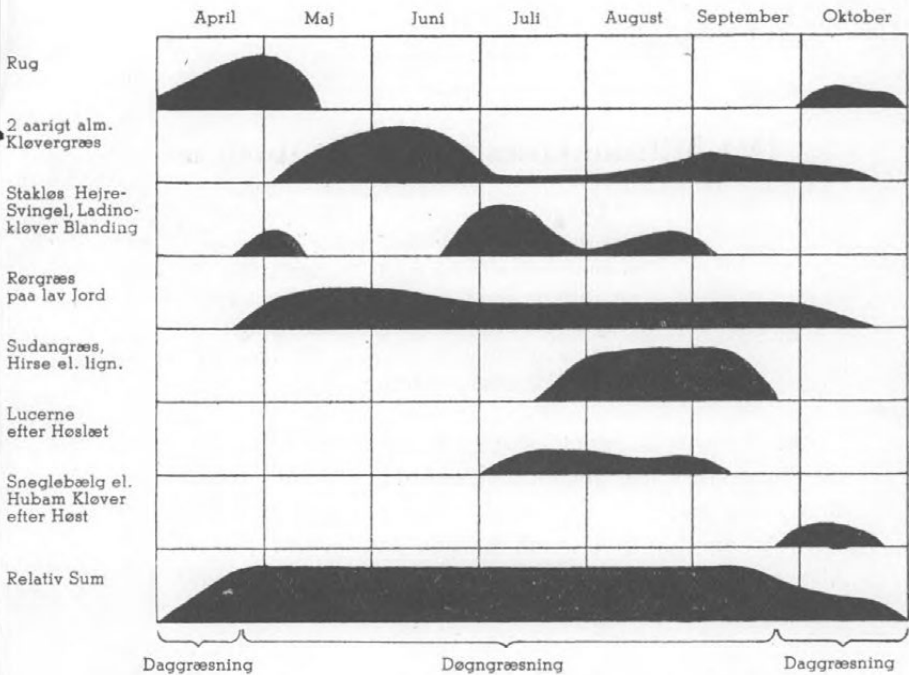 April Maj Juni Juli August September Oktober
Rug
2 aarigt alm.
Kløvergræs
Stakløs Hejre-
Svingel, Ladino-
kløver Blanding
Rørgræs
paa lav Jord
Sudangræs,
Hirse el. lign.
Lucerne
efter Høslæt
Sneglebælg el.
Hubam Kløver
efter Høst
Relativ Sum
Daggræsning Døgngræsning Daggræsning